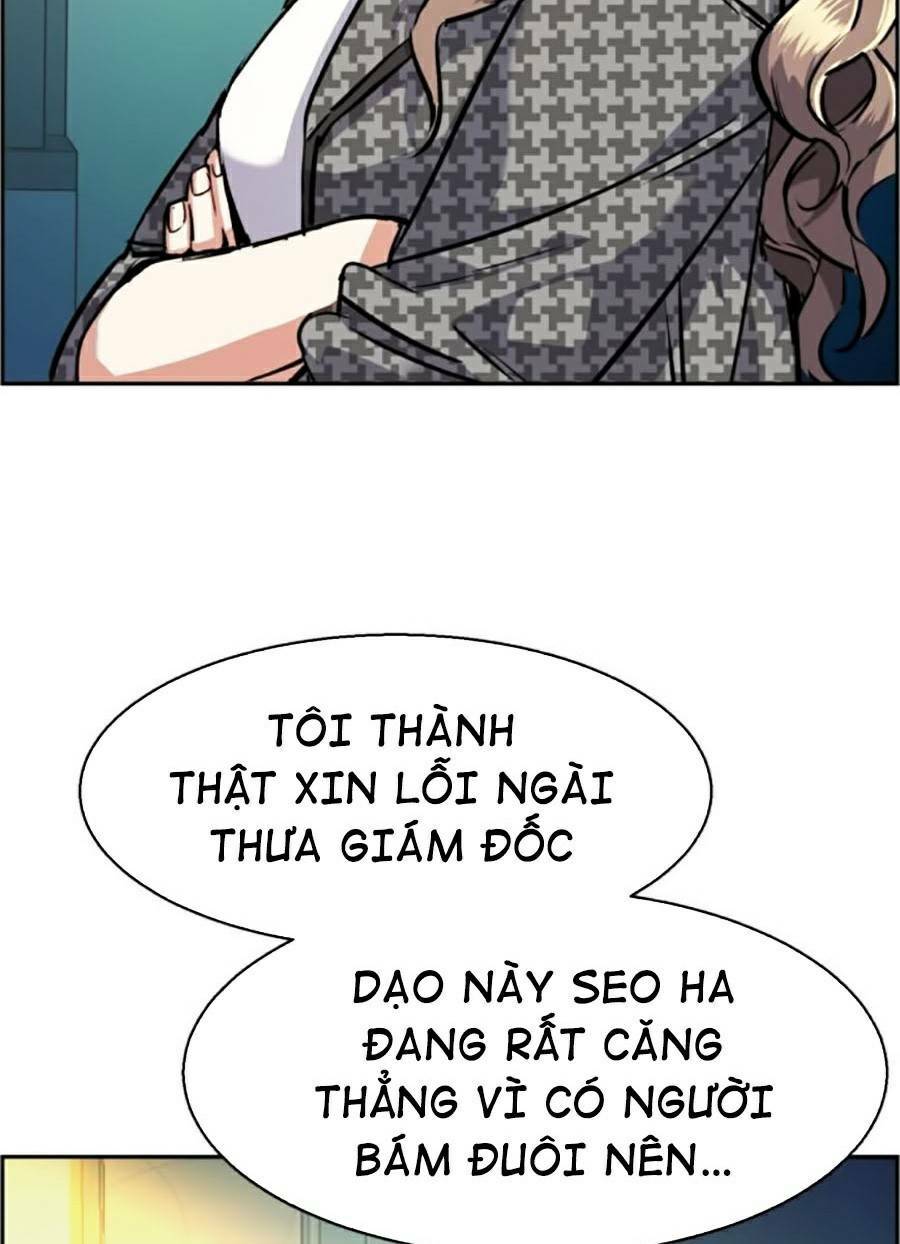 TÔI THÀNH
THẬT XIN LỖI NGÀI
THƯA GIÁM ĐỐC
DẠO NÀY SEO HA
ĐANG RẤT CĂNG
THẲNG VÌ CÓ NGƯỜI
BÁM ĐUÔI NÊN...